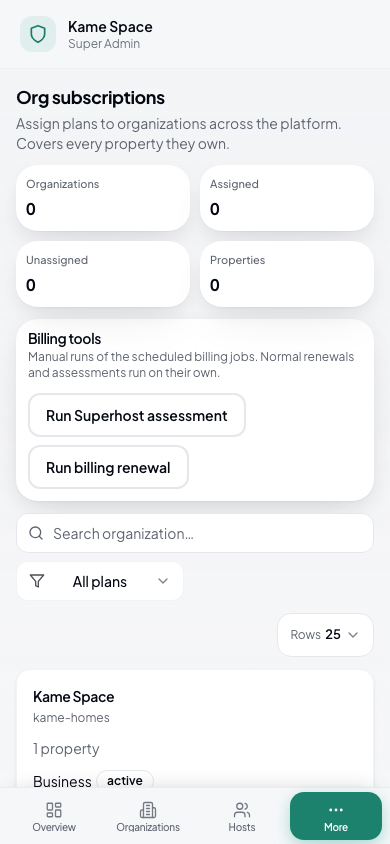 Kame Space
Super Admin
Org subscriptions
Assign plans to organizations across the platform.
Covers every property they own.
Organizations
0
Assigned
0
Unassigned
0
Properties
0
Billing tools
Manual runs of the scheduled billing jobs. Normal renewals
and assessments run on their own.
Run Superhost assessment
Run billing renewal
Search organization...
All plans
Rows 25
Kame Space
kame-homes
1 property
Business active
Overview
Organizations
Hosts
More